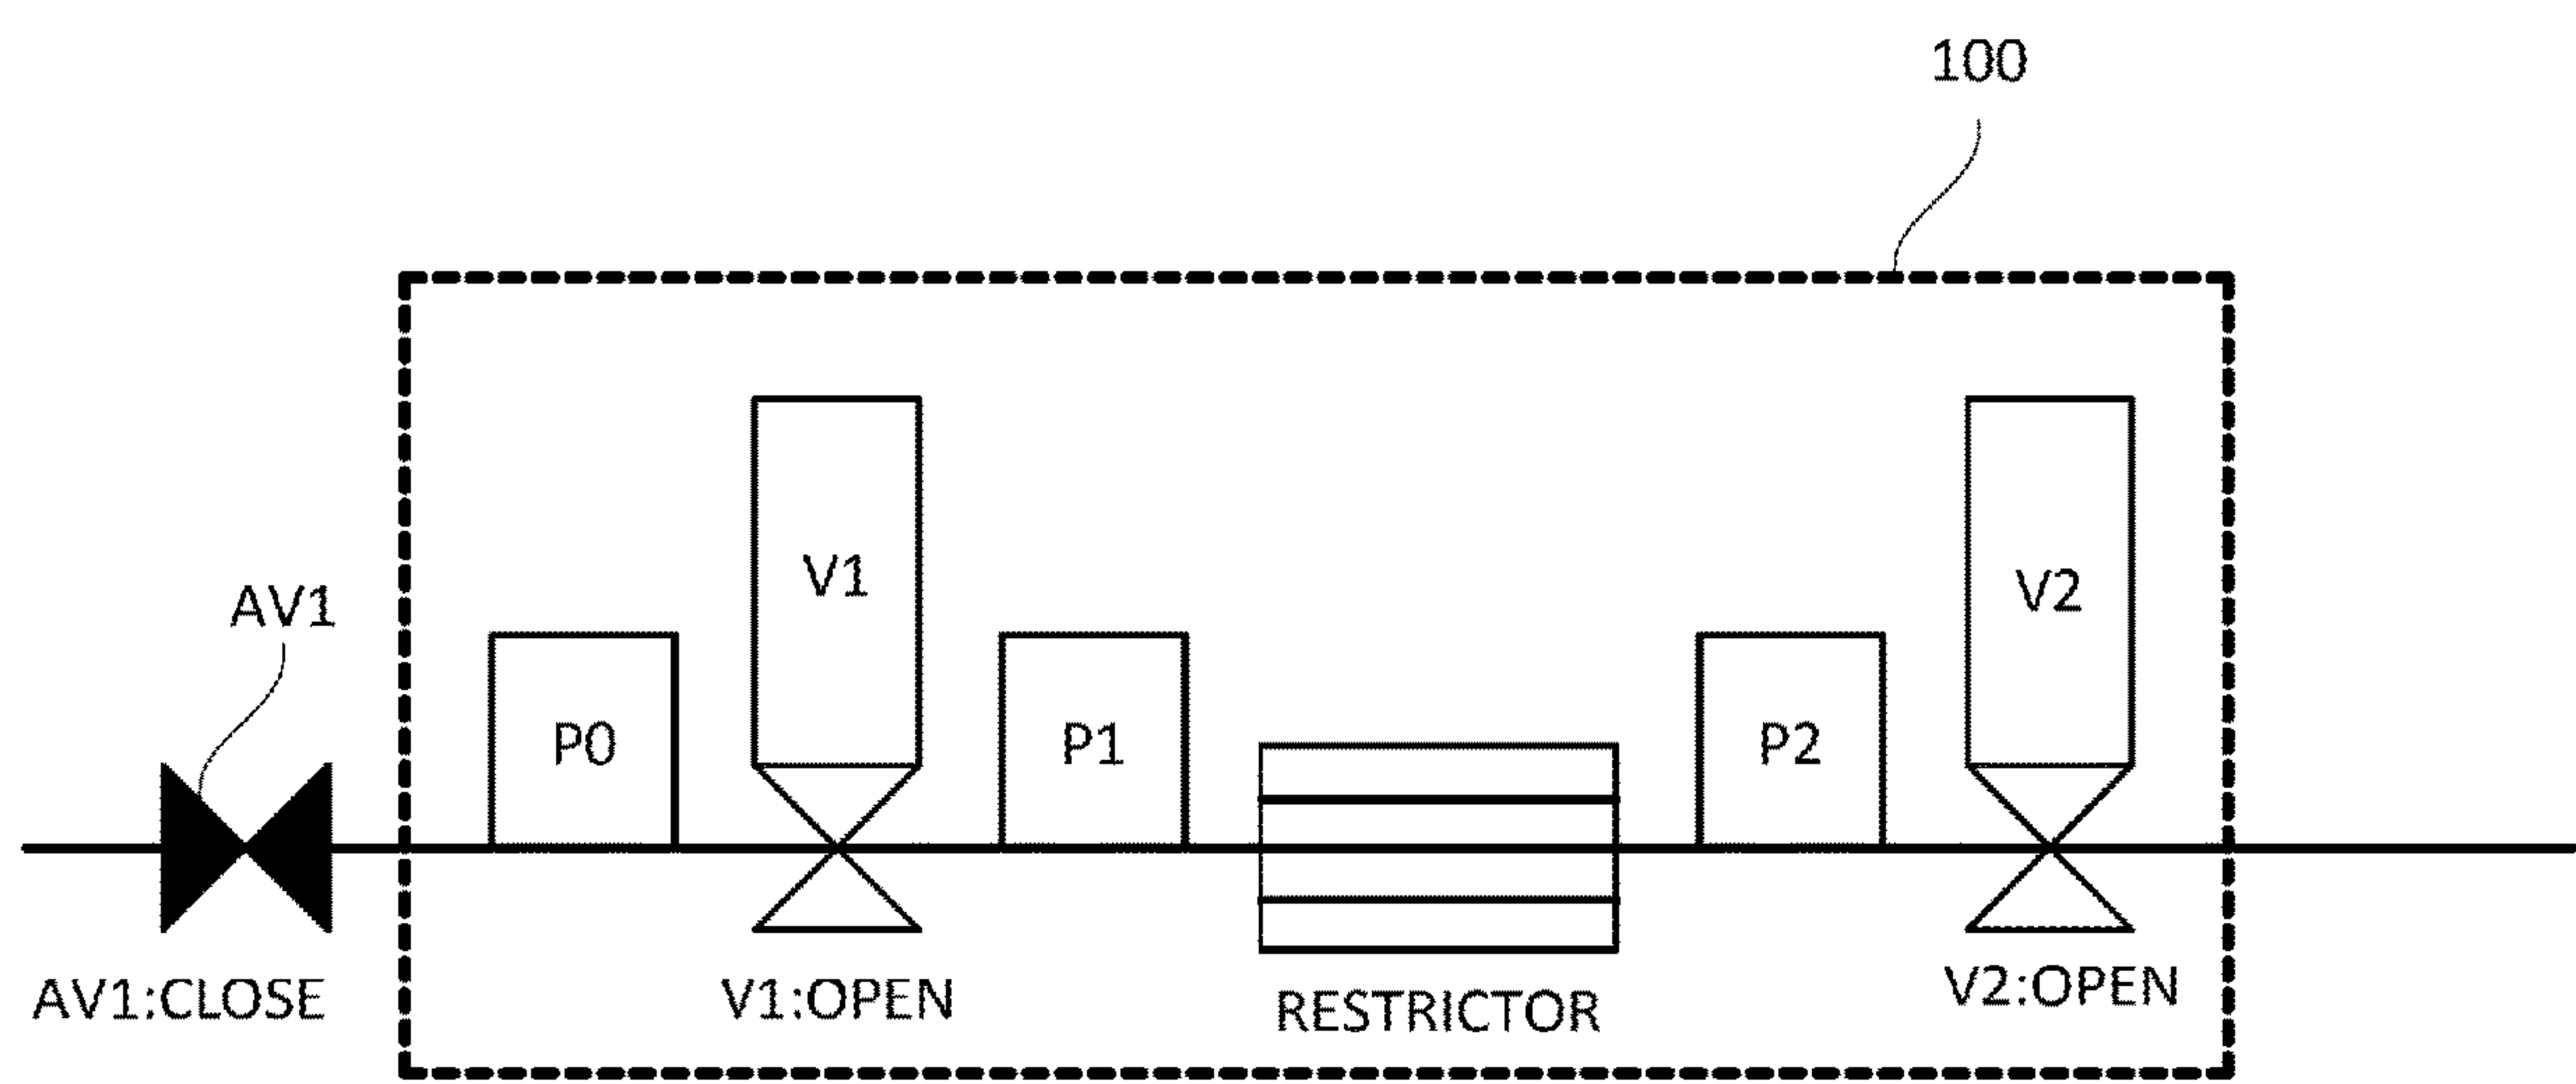 100
AV1
P0
V1
P1
P2
V2
AV1:CLOSE
V1:OPEN
RESTRICTOR
V2:OPEN